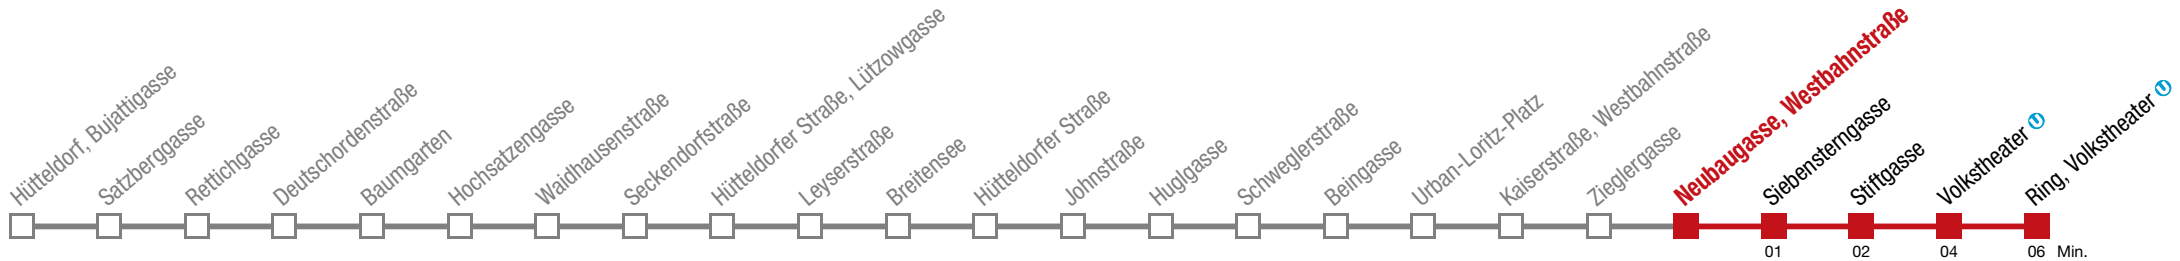 Hütteldorf, Bujattigasse
Satzberggasse
Rettichgasse
Deutschordenstraße
Baumgarten
Hochsatzengasse
Waidhausenstraße
Seckendorfstraße
Hütteldorfer Straße, Lützowgasse
Leyserstraße
Breitensee
Hütteldorfer Straße
Johnstraße
Huglgasse
Schweglerstraße
Beingasse
Urban-Loritz-Platz
Kaiserstraße, Westbahnstraße
Zieglergasse
Neubaugasse, Westbahnstraße
Siebensterngasse
Stiftgasse
Volkstheater U
Ring, Volkstheater U
01 02 04 06 Min.